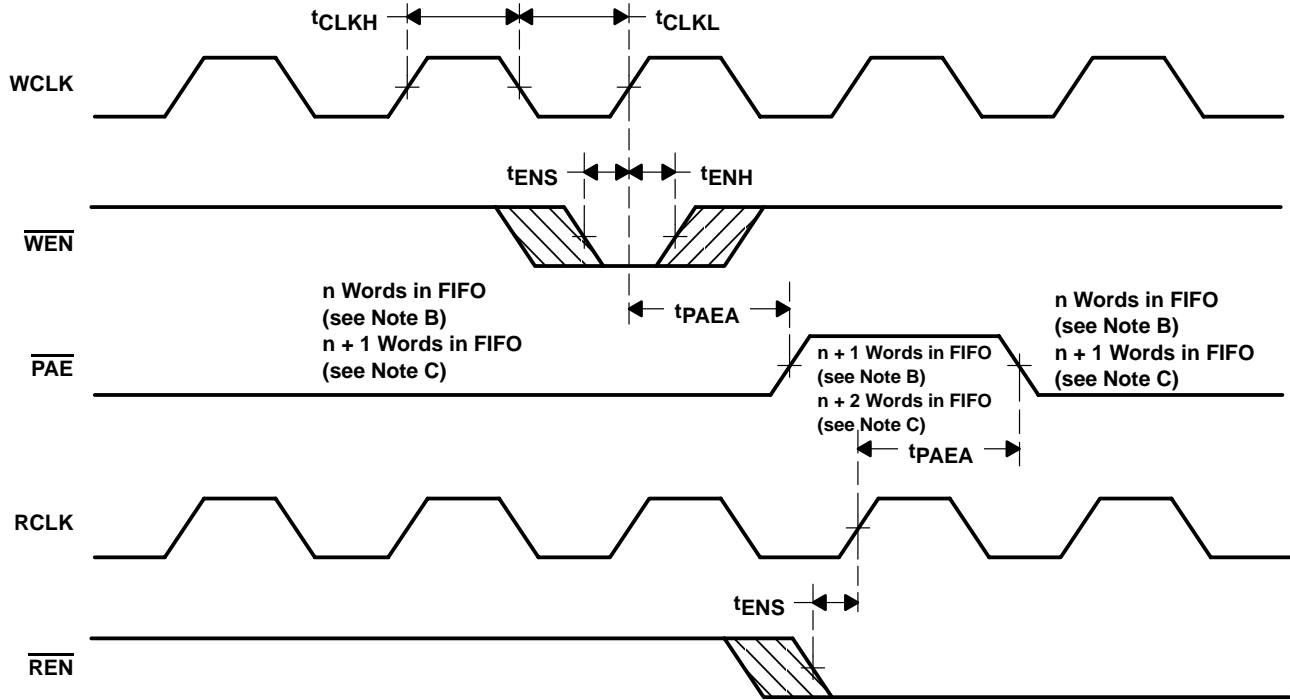 tCLKH
tCLKL
WCLK
tENS
tENH
WEN
n Words in FIFO
(see Note B)
n + 1 Words in FIFO
(see Note C)
tPAEA
n Words in FIFO
(see Note B)
n + 1 Words in FIFO
(see Note C)
PAE
n + 1 Words in FIFO
(see Note B)
n + 2 Words in FIFO
(see Note C)
tPAEA
RCLK
tENS
REN